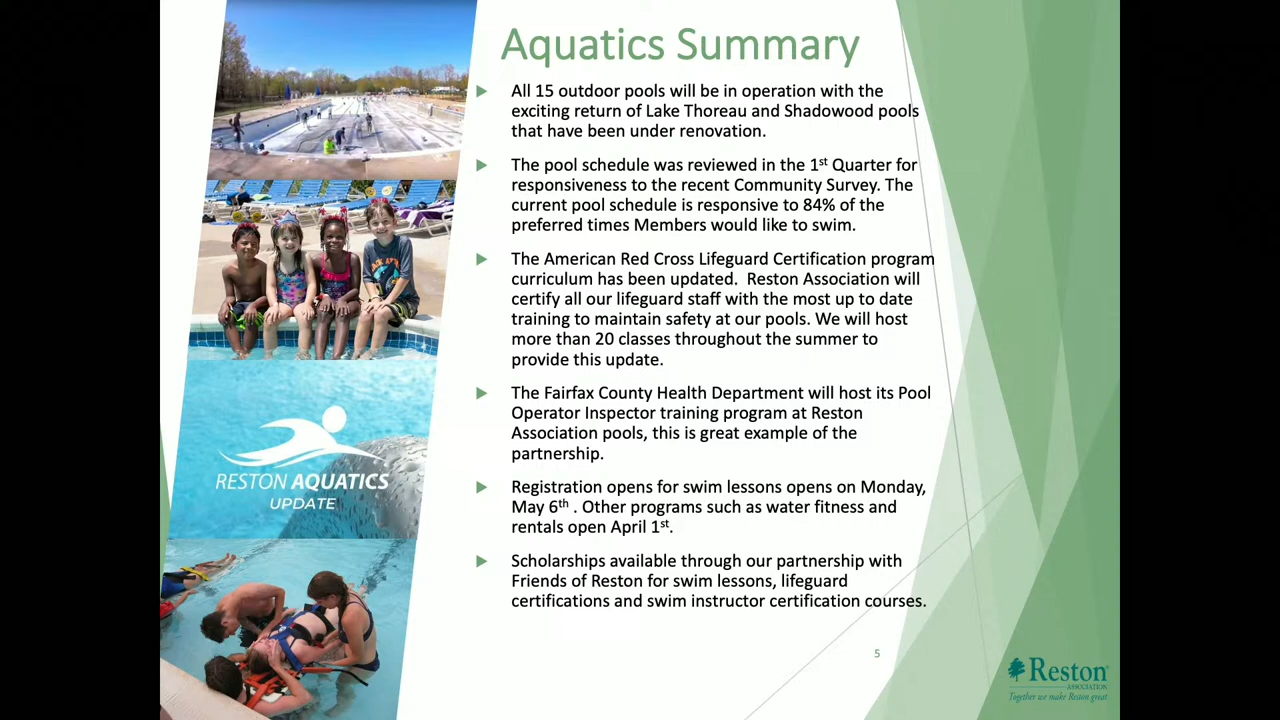 Aquatics Summary
All 15 outdoor pools will be in operation with the
exciting return of Lake Thoreau and Shadowood pools
that have been under renovation.
The pool schedule was reviewed in the 1st Quarter for
responsiveness to the recent Community Survey. The
current pool schedule is responsive to 84% of the
preferred times Members would like to swim.
The American Red Cross Lifeguard Certification program
curriculum has been updated.  Reston Association will
certify all our lifeguard staff with the most up to date
training to maintain safety at our pools. We will host
more than 20 classes throughout the summer to
provide this update.
The Fairfax County Health Department will host its Pool
Operator Inspector training program at Reston
Association pools, this is great example of the
partnership.
Registration opens for swim lessons opens on Monday,
May 6th . Other programs such as water fitness and
rentals open April 1st.
Scholarships available through our partnership with
Friends of Reston for swim lessons, lifeguard
certifications and swim instructor certification courses.
RESTON AQUATICS
UPDATE
5
Reston
ASSOCIATION
Together we make Reston great